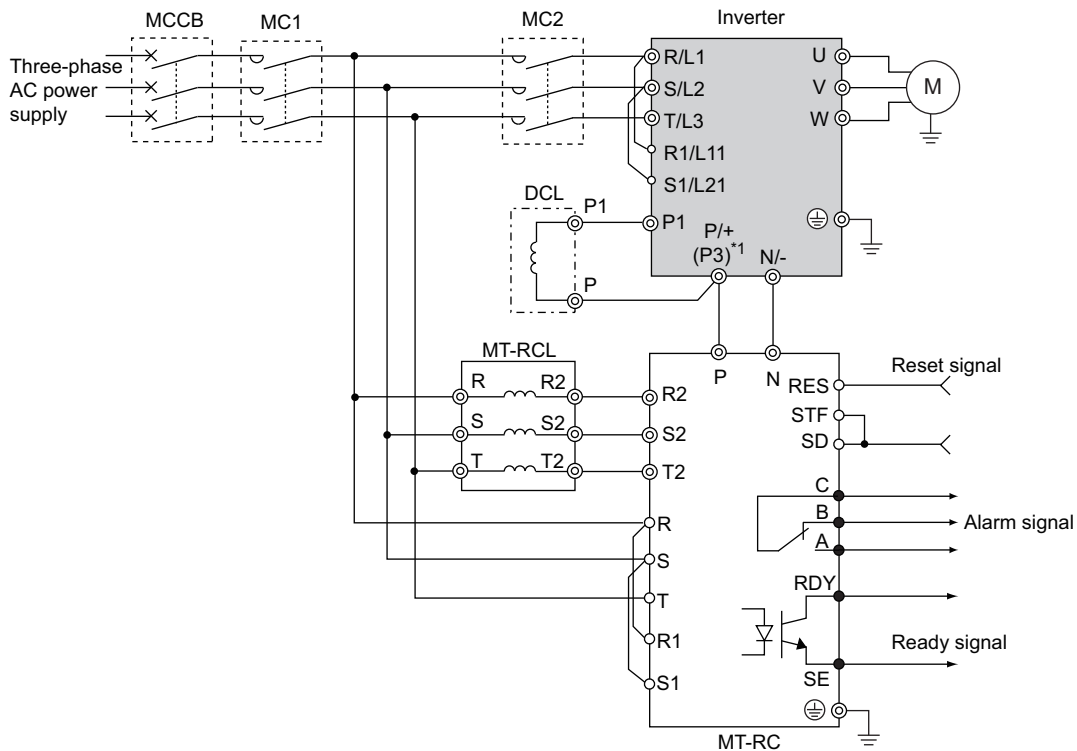 MCCB
MC1
MC2
Inverter
Three-phase
AC power
supply
R/L1
S/L2
T/L3
R1/L11
S1/L21
U
V
W
M
DCL
P1
P
P1
P/+
(P3)*1
N/-
MT-RCL
R
R2
S
S2
T
T2
P
N
R2
S2
T2
R
S
T
R1
S1
RES
Reset signal
STF
SD
C
B
Alarm signal
A
RDY
Ready signal
SE
MT-RC